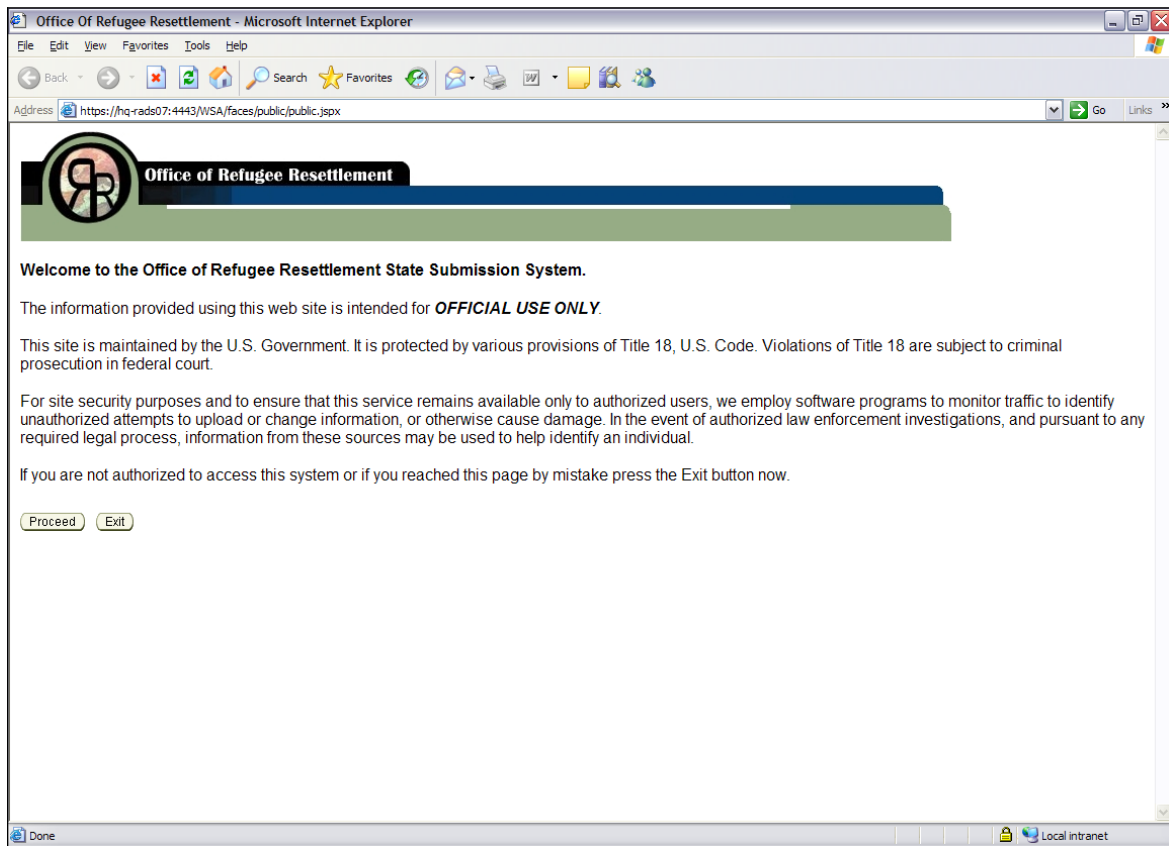 Office Of Refugee Resettlement - Microsoft Internet Explorer
File Edit View Favorites Tools Help
Back Search Favorites
Address https://hq-rads07:4443/WSA/faces/public/public.jspx Go Links »
Office of Refugee Resettlement
Welcome to the Office of Refugee Resettlement State Submission System.
The information provided using this web site is intended for OFFICIAL USE ONLY.
This site is maintained by the U.S. Government. It is protected by various provisions of Title 18, U.S. Code. Violations of Title 18 are subject to criminal
prosecution in federal court.
For site security purposes and to ensure that this service remains available only to authorized users, we employ software programs to monitor traffic to identify
unauthorized attempts to upload or change information, or otherwise cause damage. In the event of authorized law enforcement investigations, and pursuant to any
required legal process, information from these sources may be used to help identify an individual.
If you are not authorized to access this system or if you reached this page by mistake press the Exit button now.
Proceed Exit
Done Local intranet